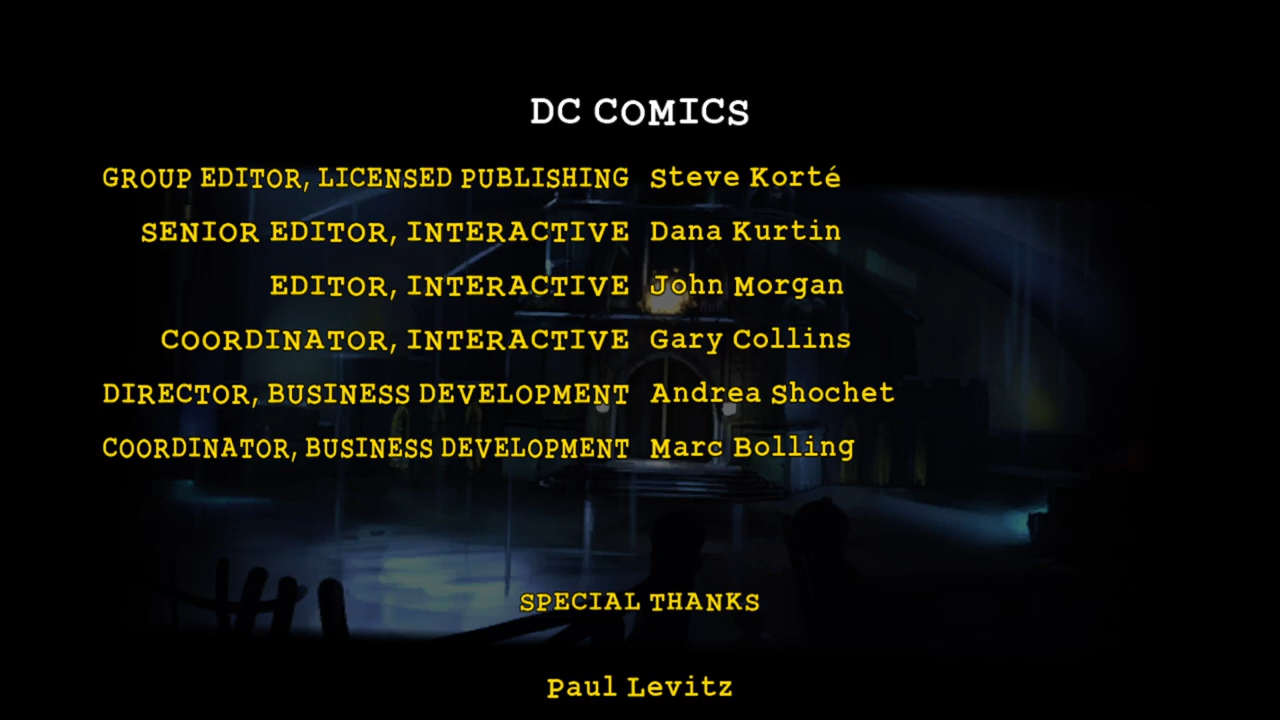 DC COMICS
GROUP EDITOR, LICENSED PUBLISHING Steve Korté
SENIOR EDITOR, INTERACTIVE Dana Kurtin
EDITOR, INTERACTIVE John Morgan
COORDINATOR, INTERACTIVE Gary Collins
DIRECTOR, BUSINESS DEVELOPMENT Andrea Shochet
COORDINATOR, BUSINESS DEVELOPMENT Marc Bolling
SPECIAL THANKS
Paul Levitz